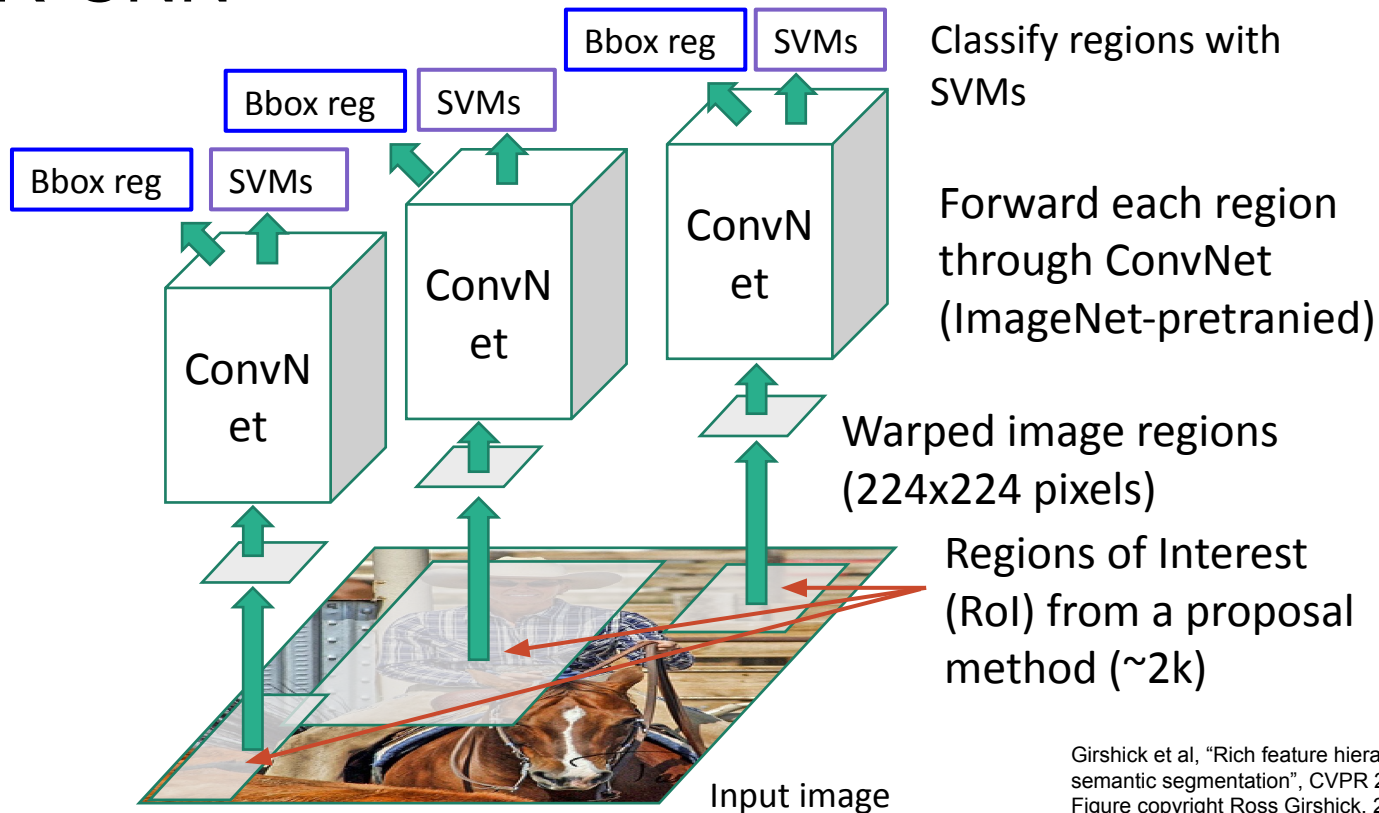 Bbox reg
SVMs
Classify regions with
SVMs
Bbox reg
SVMs
Bbox reg
SVMs
Forward each region
through ConvNet
(ImageNet-pretranied)
ConvN
et
ConvN
et
ConvN
et
Warped image regions
(224x224 pixels)
Regions of Interest
(RoI) from a proposal
method (~2k)
Input image
Girshick et al, “Rich feature hiera
semantic segmentation”, CVPR 2
Figure copyright Ross Girshick, 2